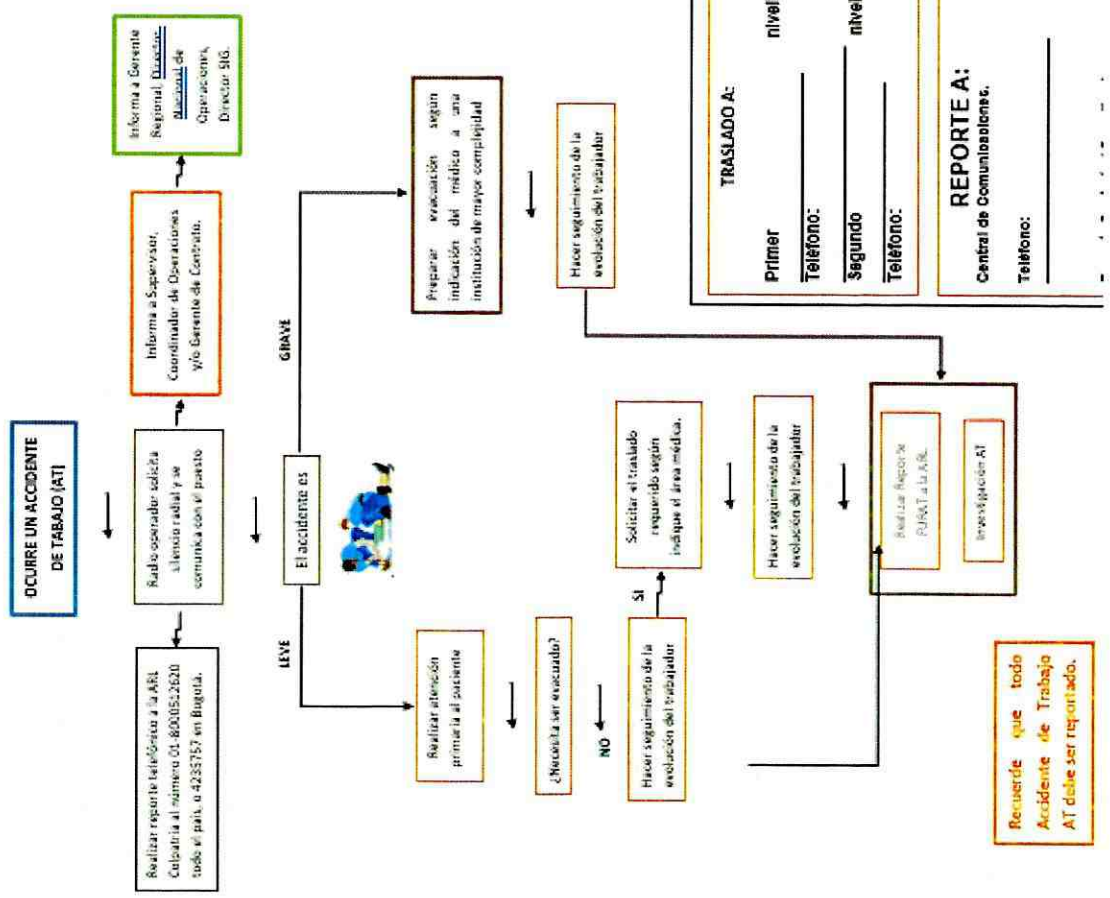 OCURRE UN ACCIDENTE
DE TABAJO (AT)
Realizar reporte telefónico a la ARL
Colpatria al número 01-8000512620
todo el país, o 4235757 en Bogotá.
Radio operador solicita
silencio radial y se
comunica con el puesto
Informa a Supervisor,
Coordinador de Operaciones
y/o Gerente de Contrato.
Informa a Gerente
Regional, Director
Nacional de
Operaciones,
Director SIG.
El accidente es
LEVE
GRAVE
Realizar atención
primaria al paciente
¿Necesita ser evacuado?
NO
SI
Hacer seguimiento de la
evolución del trabajador
Solicitar el traslado
requerido según
indique el área médica.
Hacer seguimiento de la
evolución del trabajador
Preparar evacuación según
indicación del médico a una
institución de mayor complejidad
Hacer seguimiento de la
evolución del trabajador
Realizar Reporte
FURAT a la ARL
Investigación AT
Recuerde que todo
Accidente de Trabajo
AT debe ser reportado.
TRASLADO A:
Primer nivel
Teléfono:
Segundo nivel
Teléfono:
REPORTE A:
Central de Comunicaciones.
Teléfono: